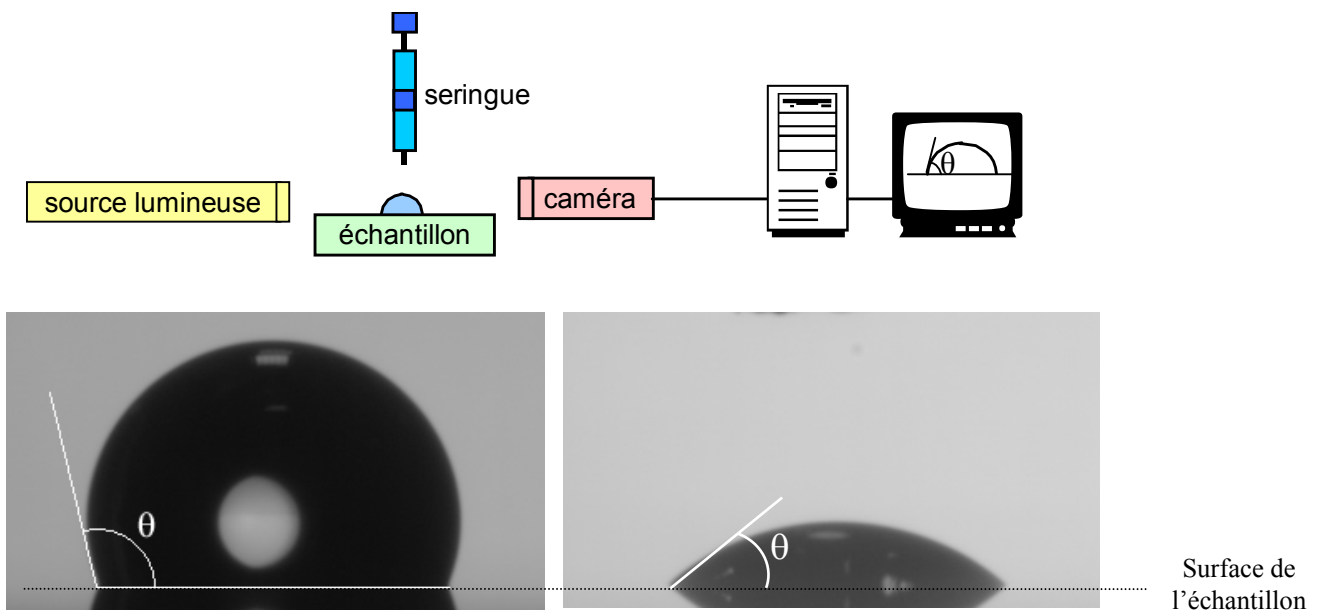 seringue
θ
source lumineuse
caméra
échantillon
θ
θ
Surface de
l'échantillon